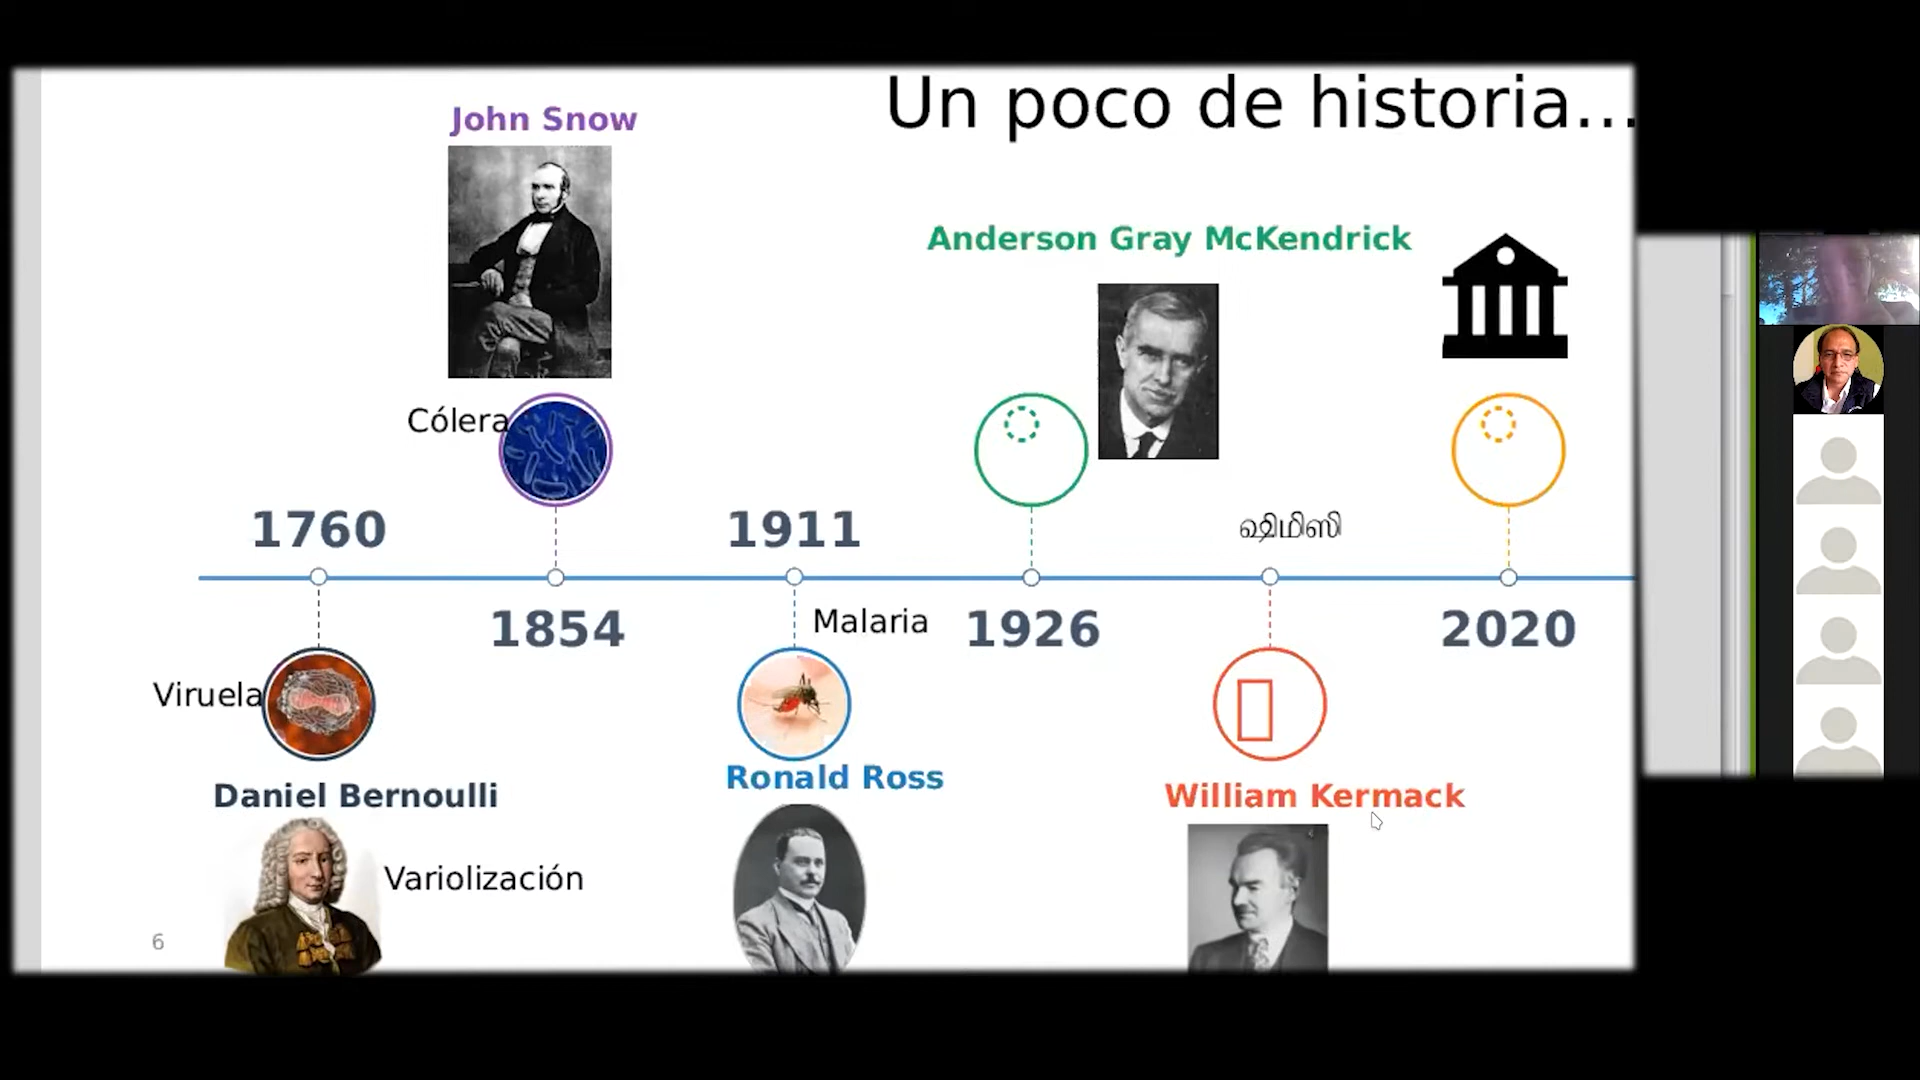 Un poco de historia...
John Snow
Anderson Gray McKendrick
Cólera
1760
1911
1854
Malaria
1926
2020
Viruela
Ronald Ross
Daniel Bernoulli
William Kermack
Variolización
6